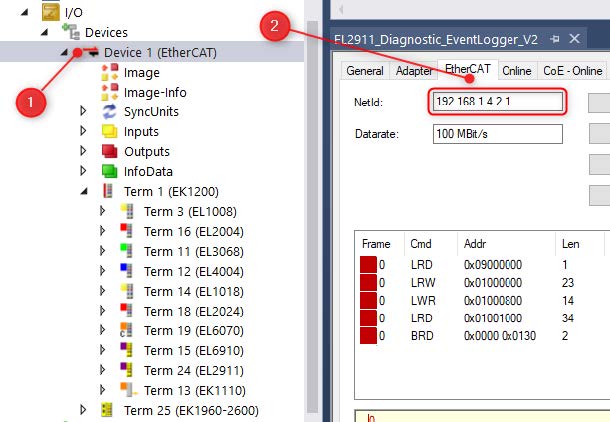 I/O
Devices
Device 1 (EtherCAT)
Image
Image-Info
SyncUnits
Inputs
Outputs
InfoData
Term 1 (EK1200)
Term 3 (EL1008)
Term 16 (EL2004)
Term 11 (EL3068)
Term 12 (EL4004)
Term 14 (EL1018)
Term 18 (EL2024)
Term 19 (EL6070)
Term 15 (EL6910)
Term 24 (EL2911)
Term 13 (EK1110)
Term 25 (EK1960-2600)
1
2
EL2911_Diagnostic_EventLogger_V2
General Adapter EtherCAT Online CoE - Online
NetId: 192.168.1.4.2.1
Datarate: 100 MBit/s
Frame Cmd Addr Len
0 LRD 0x09000000 1
0 LRW 0x01000000 23
0 LWR 0x01000800 14
0 LRD 0x01001000 34
0 BRD 0x0000 0x0130 2